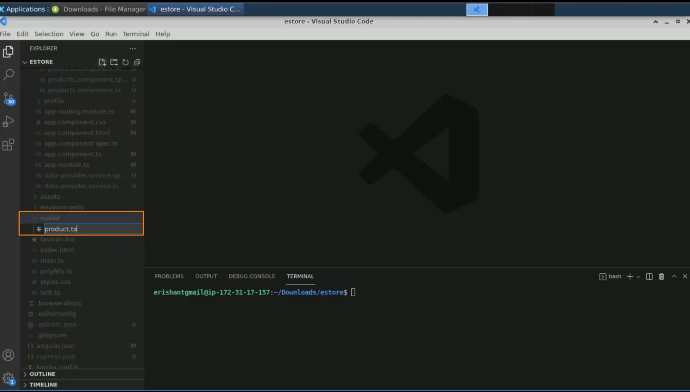 Applications
Downloads - File Manager
estore - Visual Studio C...
estore - Visual Studio Code
File Edit Selection View Go Run Terminal Help
EXPLORER
ESTORE
products.component.sp... U
products.component.ts U
profile
app-routing.module.ts M
app.component.css M
app.component.html M
app.component.spec.ts
app.component.ts M
app.module.ts M
data-provider.service.sp... U
data-provider.service.ts U
assets
environments
product.ts
favicon.ico
index.html
main.ts
polyfills.ts
styles.css
test.ts
.browserslistrc
.editorconfig
.eslintrc.json U
.gitignore
angular.json M
cypress.json U
karma.conf.js
OUTLINE
TIMELINE
PROBLEMS OUTPUT DEBUG CONSOLE TERMINAL
bash
erishantgmail@ip-172-31-17-157:~/Downloads/estore$